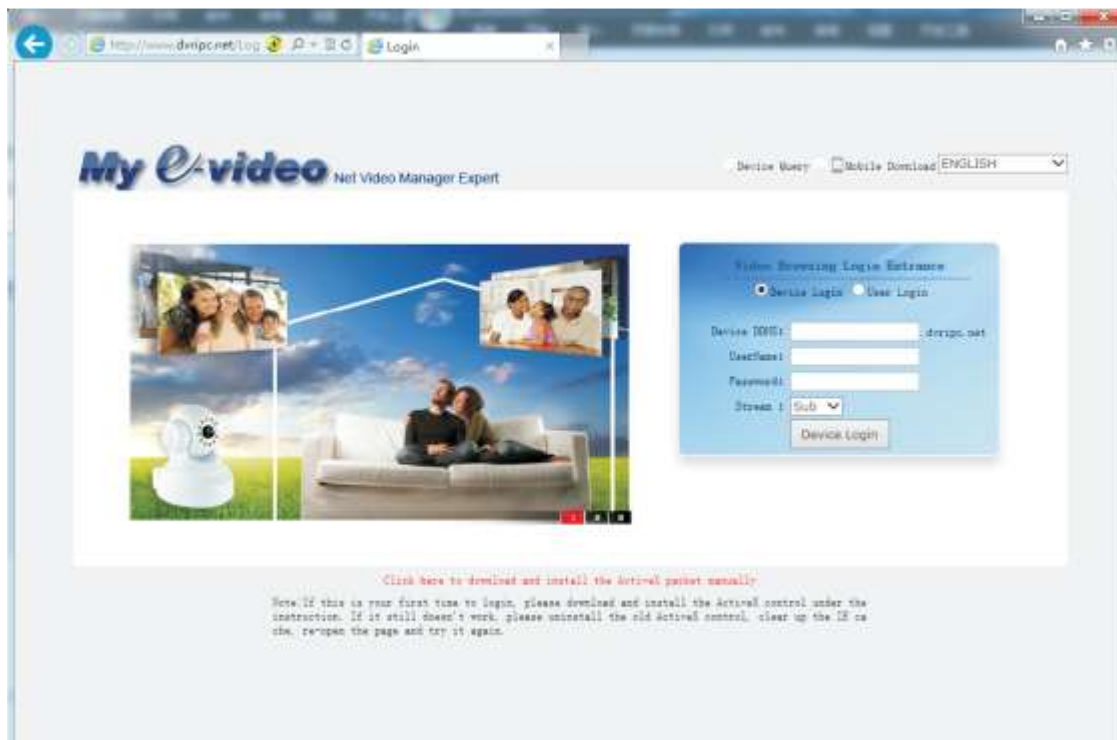 http://www.dvripc.net/Log
Login
My e-video Net Video Manager Expert
Device Query Mobile Download ENGLISH
Video Browsing Login Entrance
Device Login User Login
Device DDNS: .dvripc.net
UserName:
Password:
Stream : Sub
Device Login
Click here to download and install the ActiveX packet manually
Note:If this is your first time to login, please download and install the ActiveX control under the
instruction. If it still doesn't work, please uninstall the old ActiveX control, clear up the IE ca
che, re-open the page and try it again.